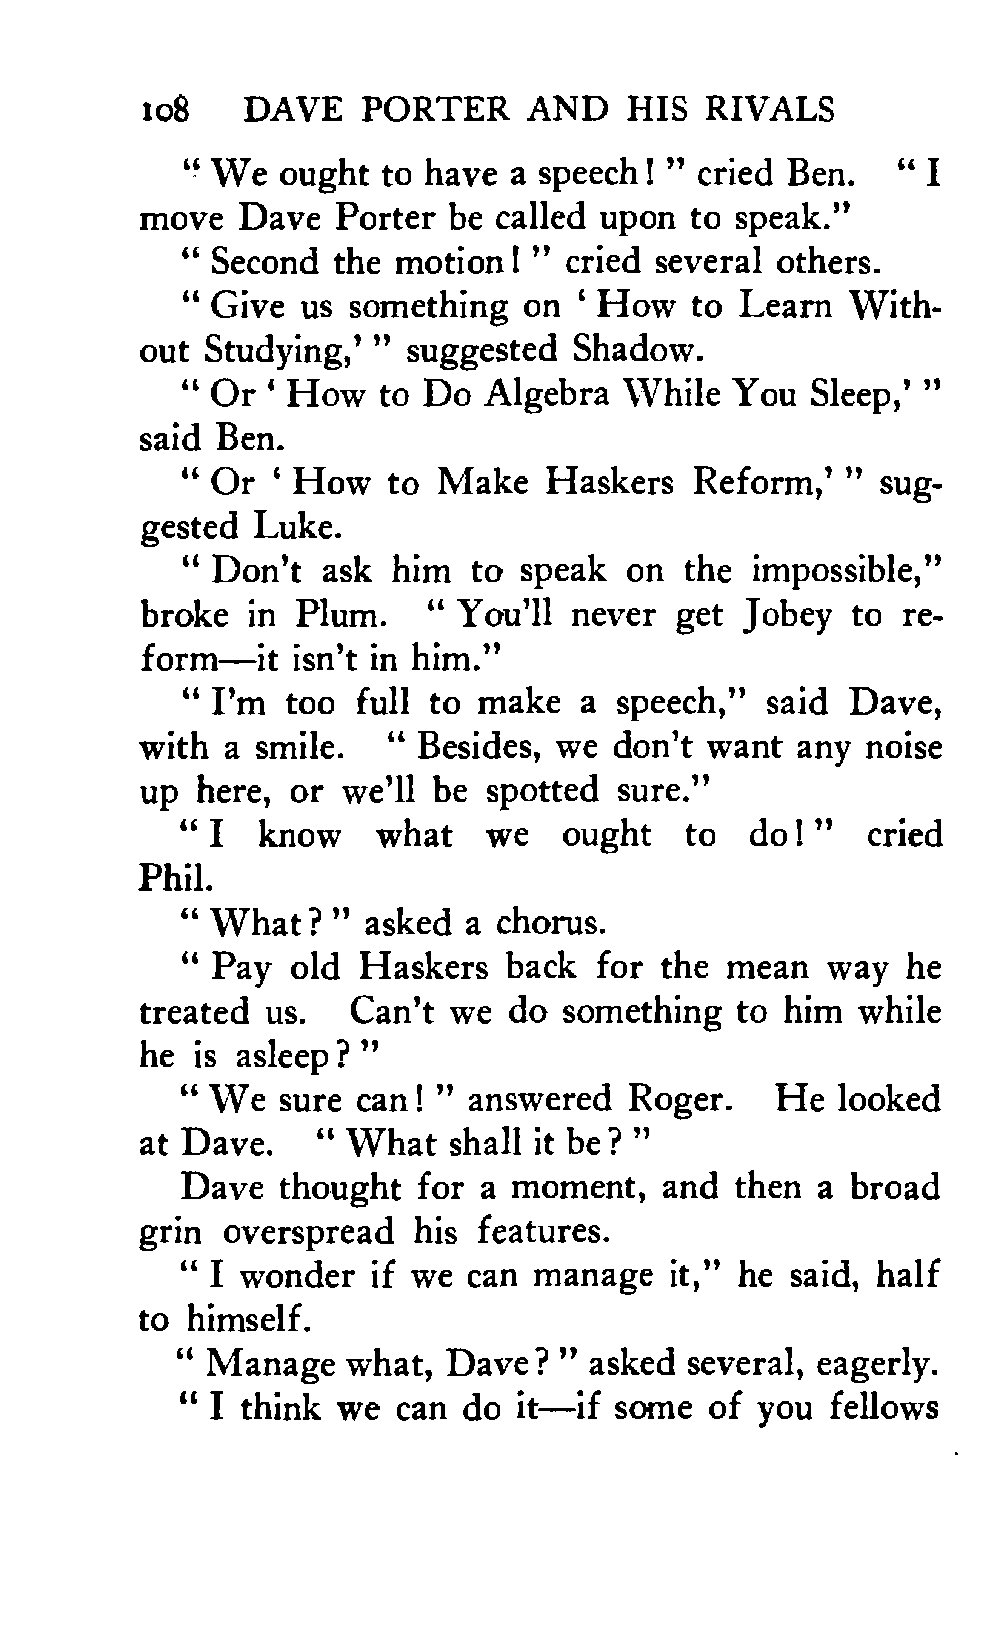 108 DAVE PORTER AND HIS RIVALS
" We ought to have a speech! " cried Ben. " I
move Dave Porter be called upon to speak."
" Second the motion! " cried several others.
" Give us something on ' How to Learn With-
out Studying,' " suggested Shadow.
" Or ' How to Do Algebra While You Sleep,' "
said Ben.
" Or ' How to Make Haskers Reform,' " sug-
gested Luke.
" Don't ask him to speak on the impossible,"
broke in Plum. " You'll never get Jobey to re-
form—it isn't in him."
" I'm too full to make a speech," said Dave,
with a smile. " Besides, we don't want any noise
up here, or we'll be spotted sure."
" I know what we ought to do! " cried
Phil.
" What? " asked a chorus.
" Pay old Haskers back for the mean way he
treated us. Can't we do something to him while
he is asleep? "
" We sure can! " answered Roger. He looked
at Dave. " What shall it be? "
Dave thought for a moment, and then a broad
grin overspread his features.
" I wonder if we can manage it," he said, half
to himself.
" Manage what, Dave? " asked several, eagerly.
" I think we can do it—if some of you fellows